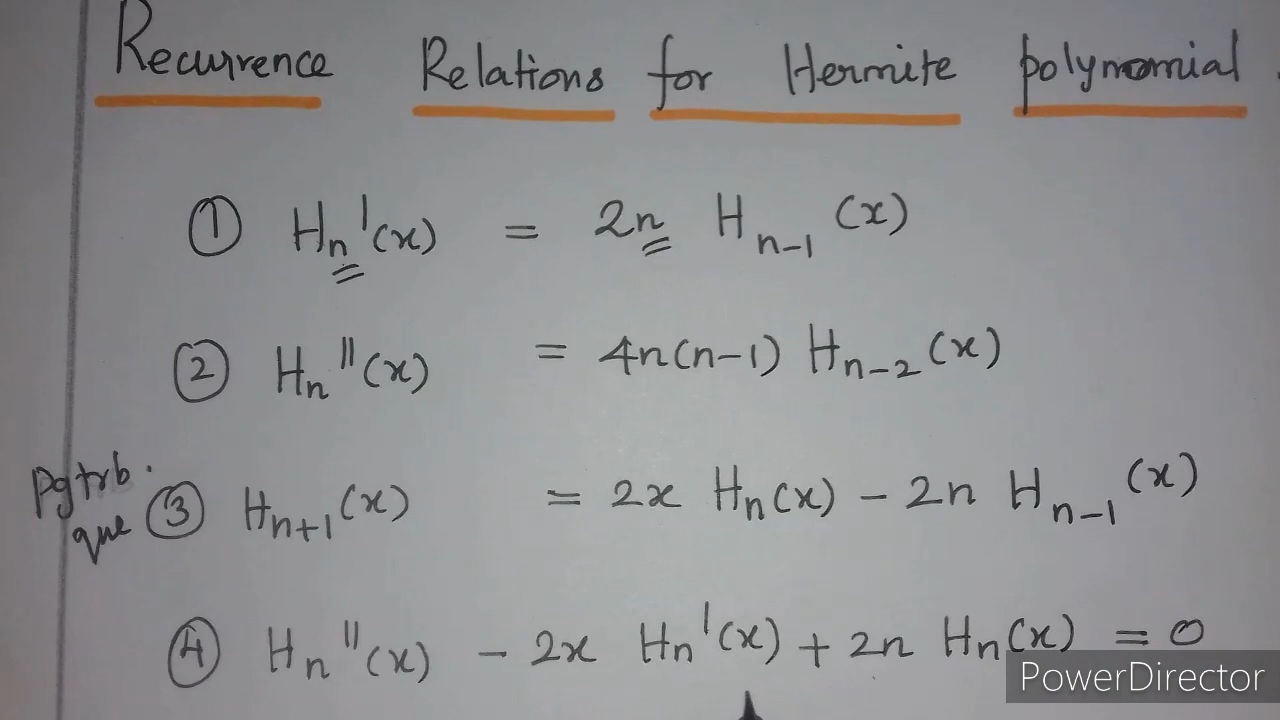 Recurrence Relations for Hermite polynomial.
① Hn'(x) = 2n Hn-1 (x)
② Hn''(x) = 4n(n-1) Hn-2 (x)
Pgtrb. que ③ Hn+1 (x) = 2x Hn(x) - 2n Hn-1 (x)
④ Hn''(x) - 2x Hn'(x) + 2n Hn(x) = 0
PowerDirector